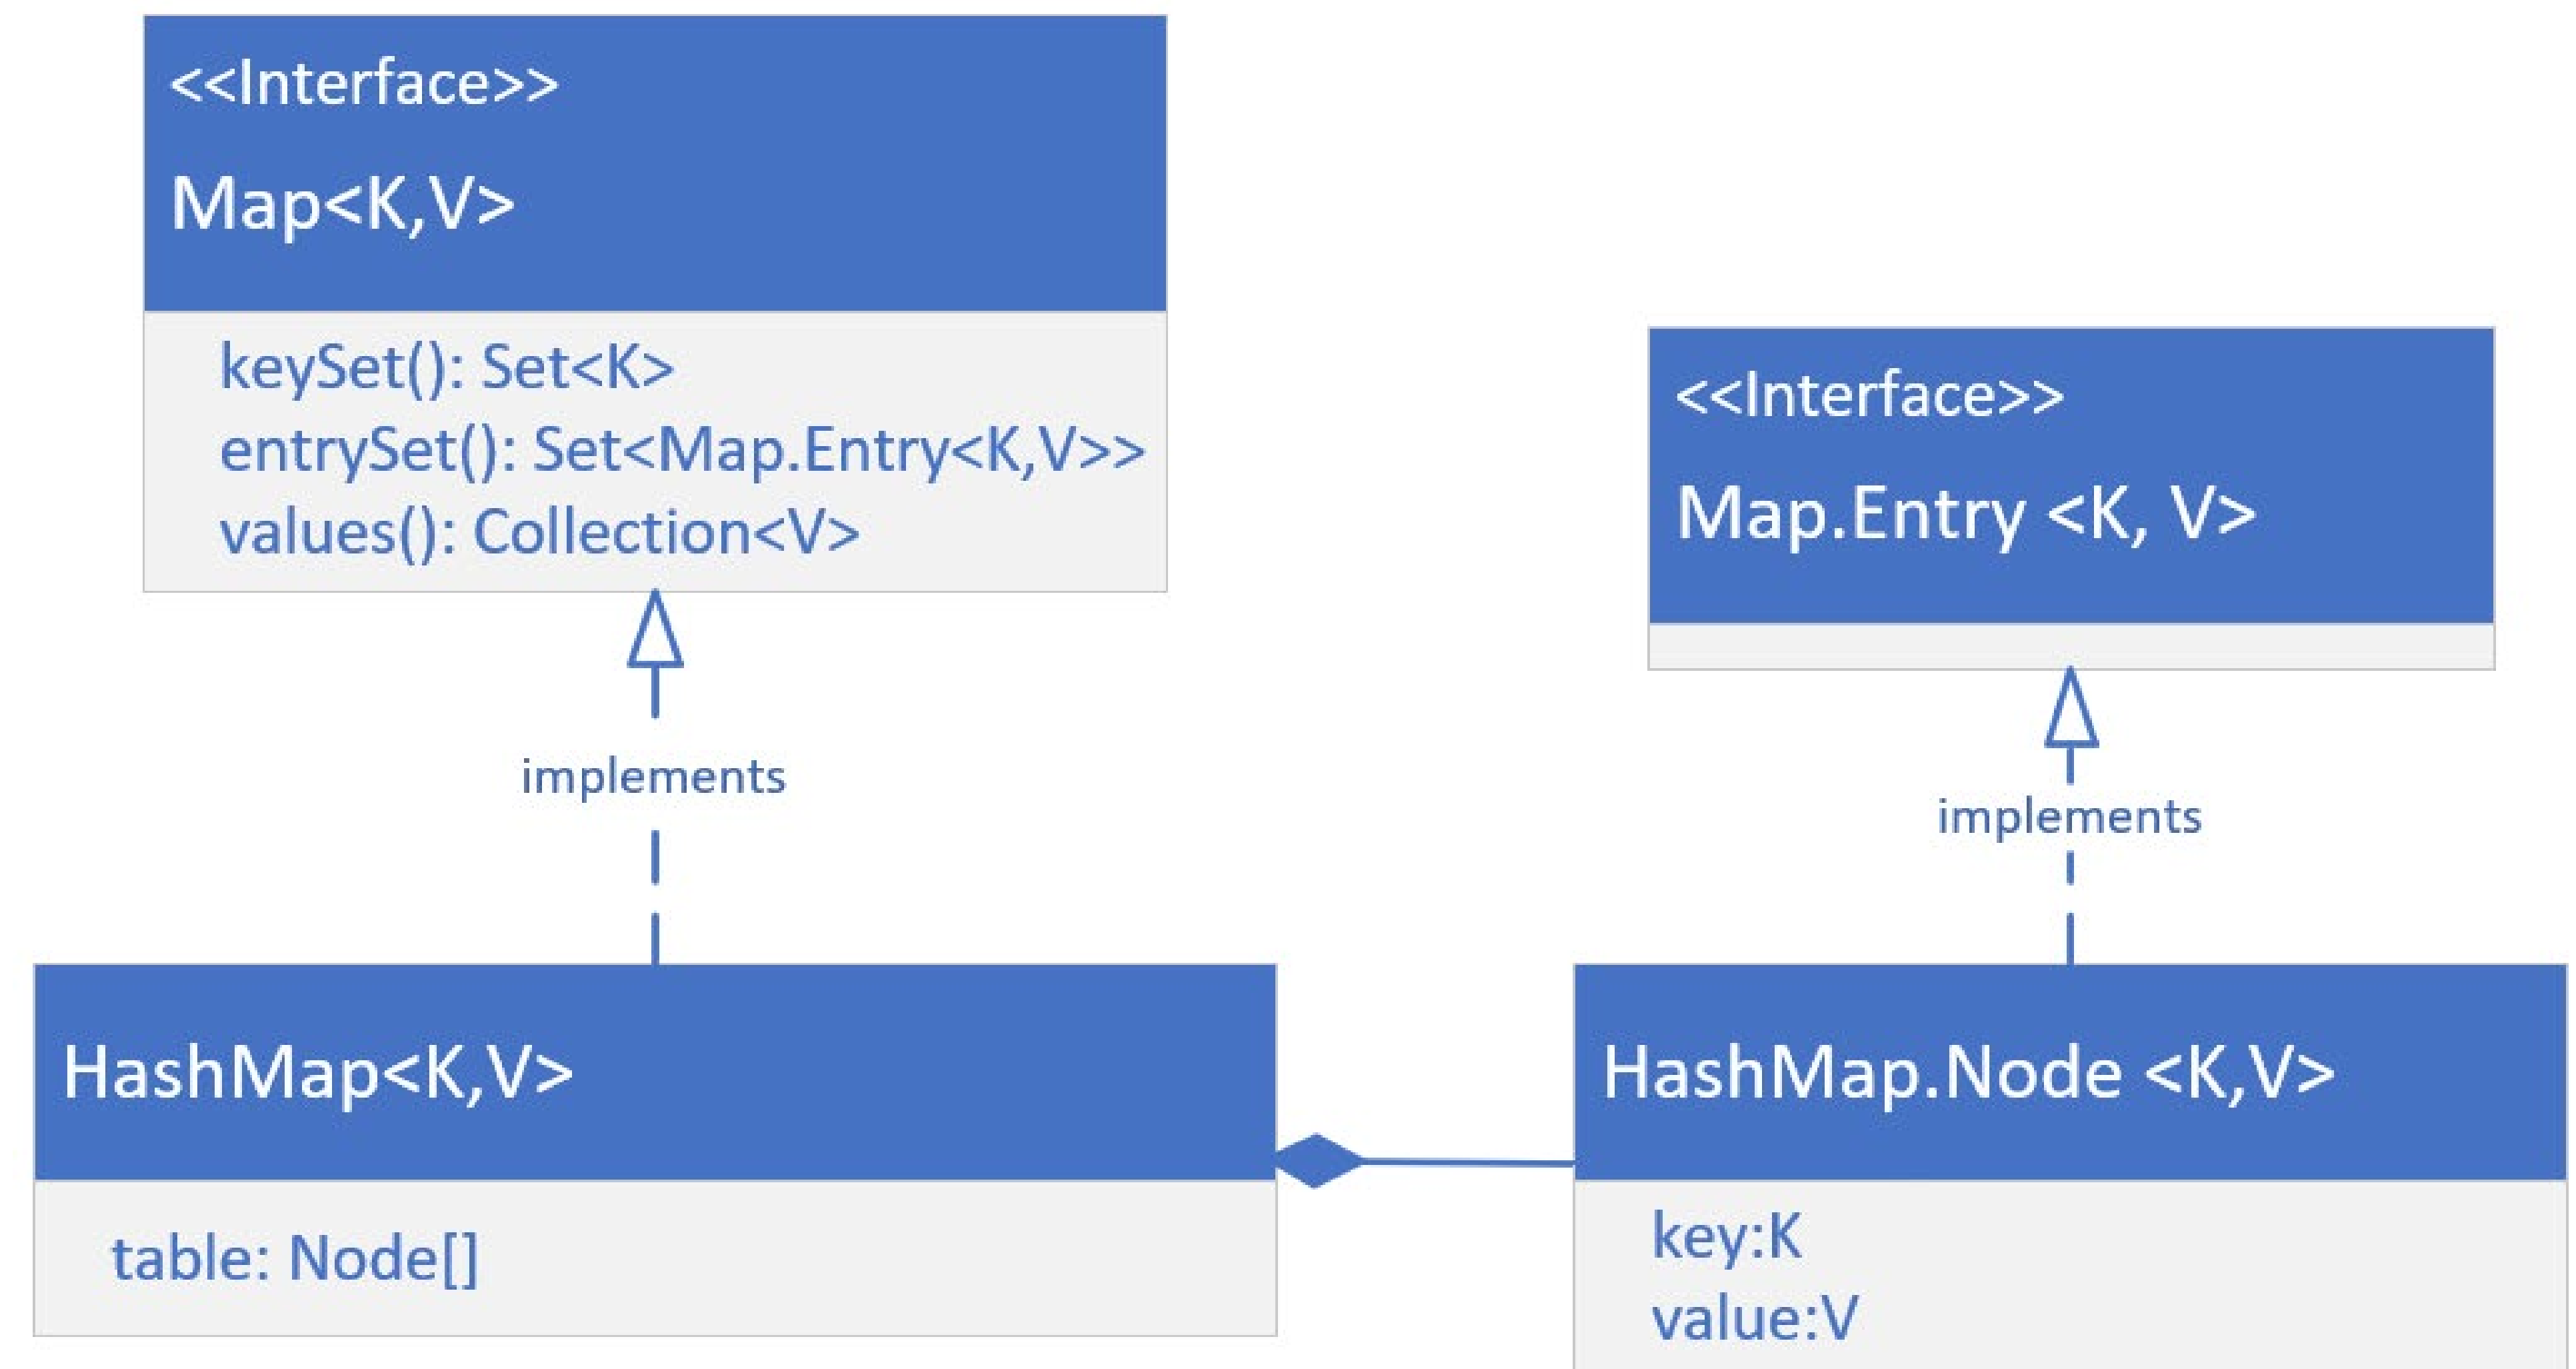 <<Interface>>
Map<K,V>
keySet(): Set<K>
entrySet(): Set<Map.Entry<K,V>>
values(): Collection<V>
<<Interface>>
Map.Entry <K, V>
implements
implements
HashMap<K,V>
table: Node[]
HashMap.Node <K,V>
key:K
value:V